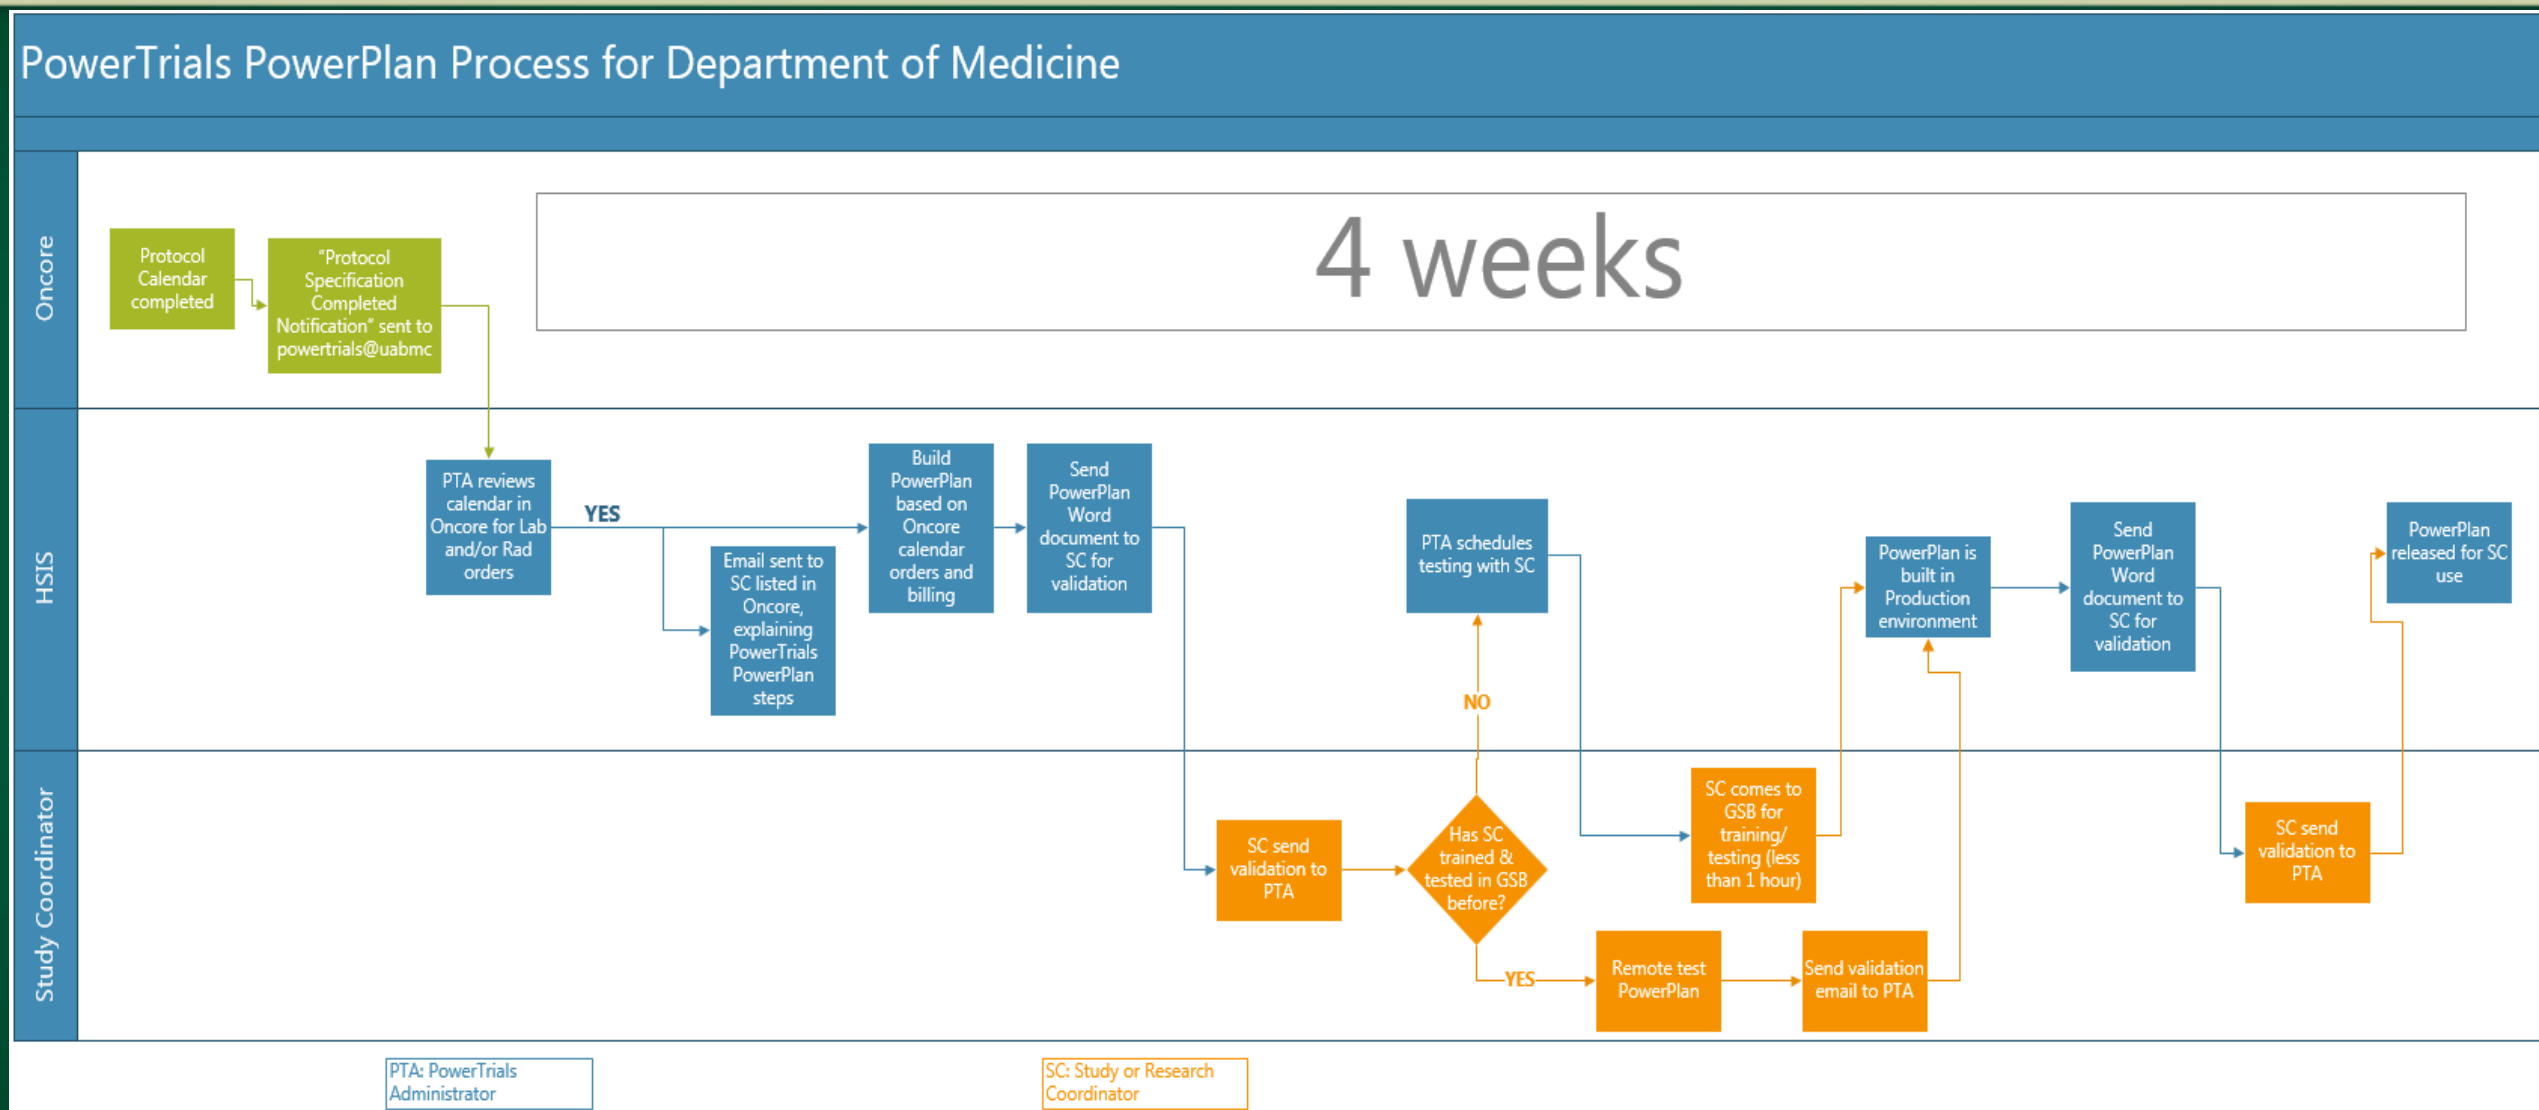 PowerTrials PowerPlan Process for Department of Medicine
Oncore
Protocol
Calendar
completed
"Protocol
Specification
Completed
Notification" sent to
powertrials@uabmc
4 weeks
HSIS
PTA reviews
calendar in
Oncore for Lab
and/or Rad
orders
YES
Email sent to
SC listed in
Oncore,
explaining
PowerTrials
PowerPlan
steps
Build
PowerPlan
based on
Oncore
calendar
orders and
billing
Send
PowerPlan
Word
document to
SC for
validation
PTA schedules
testing with SC
NO
PowerPlan is
built in
Production
environment
Send
PowerPlan
Word
document to
SC for
validation
PowerPlan
released for SC
use
Study Coordinator
SC send
validation to
PTA
Has SC
trained &
tested in GSB
before?
YES
SC comes to
GSB for
training/
testing (less
than 1 hour)
Remote test
PowerPlan
Send validation
email to PTA
SC send
validation to
PTA
PTA: PowerTrials
Administrator
SC: Study or Research
Coordinator